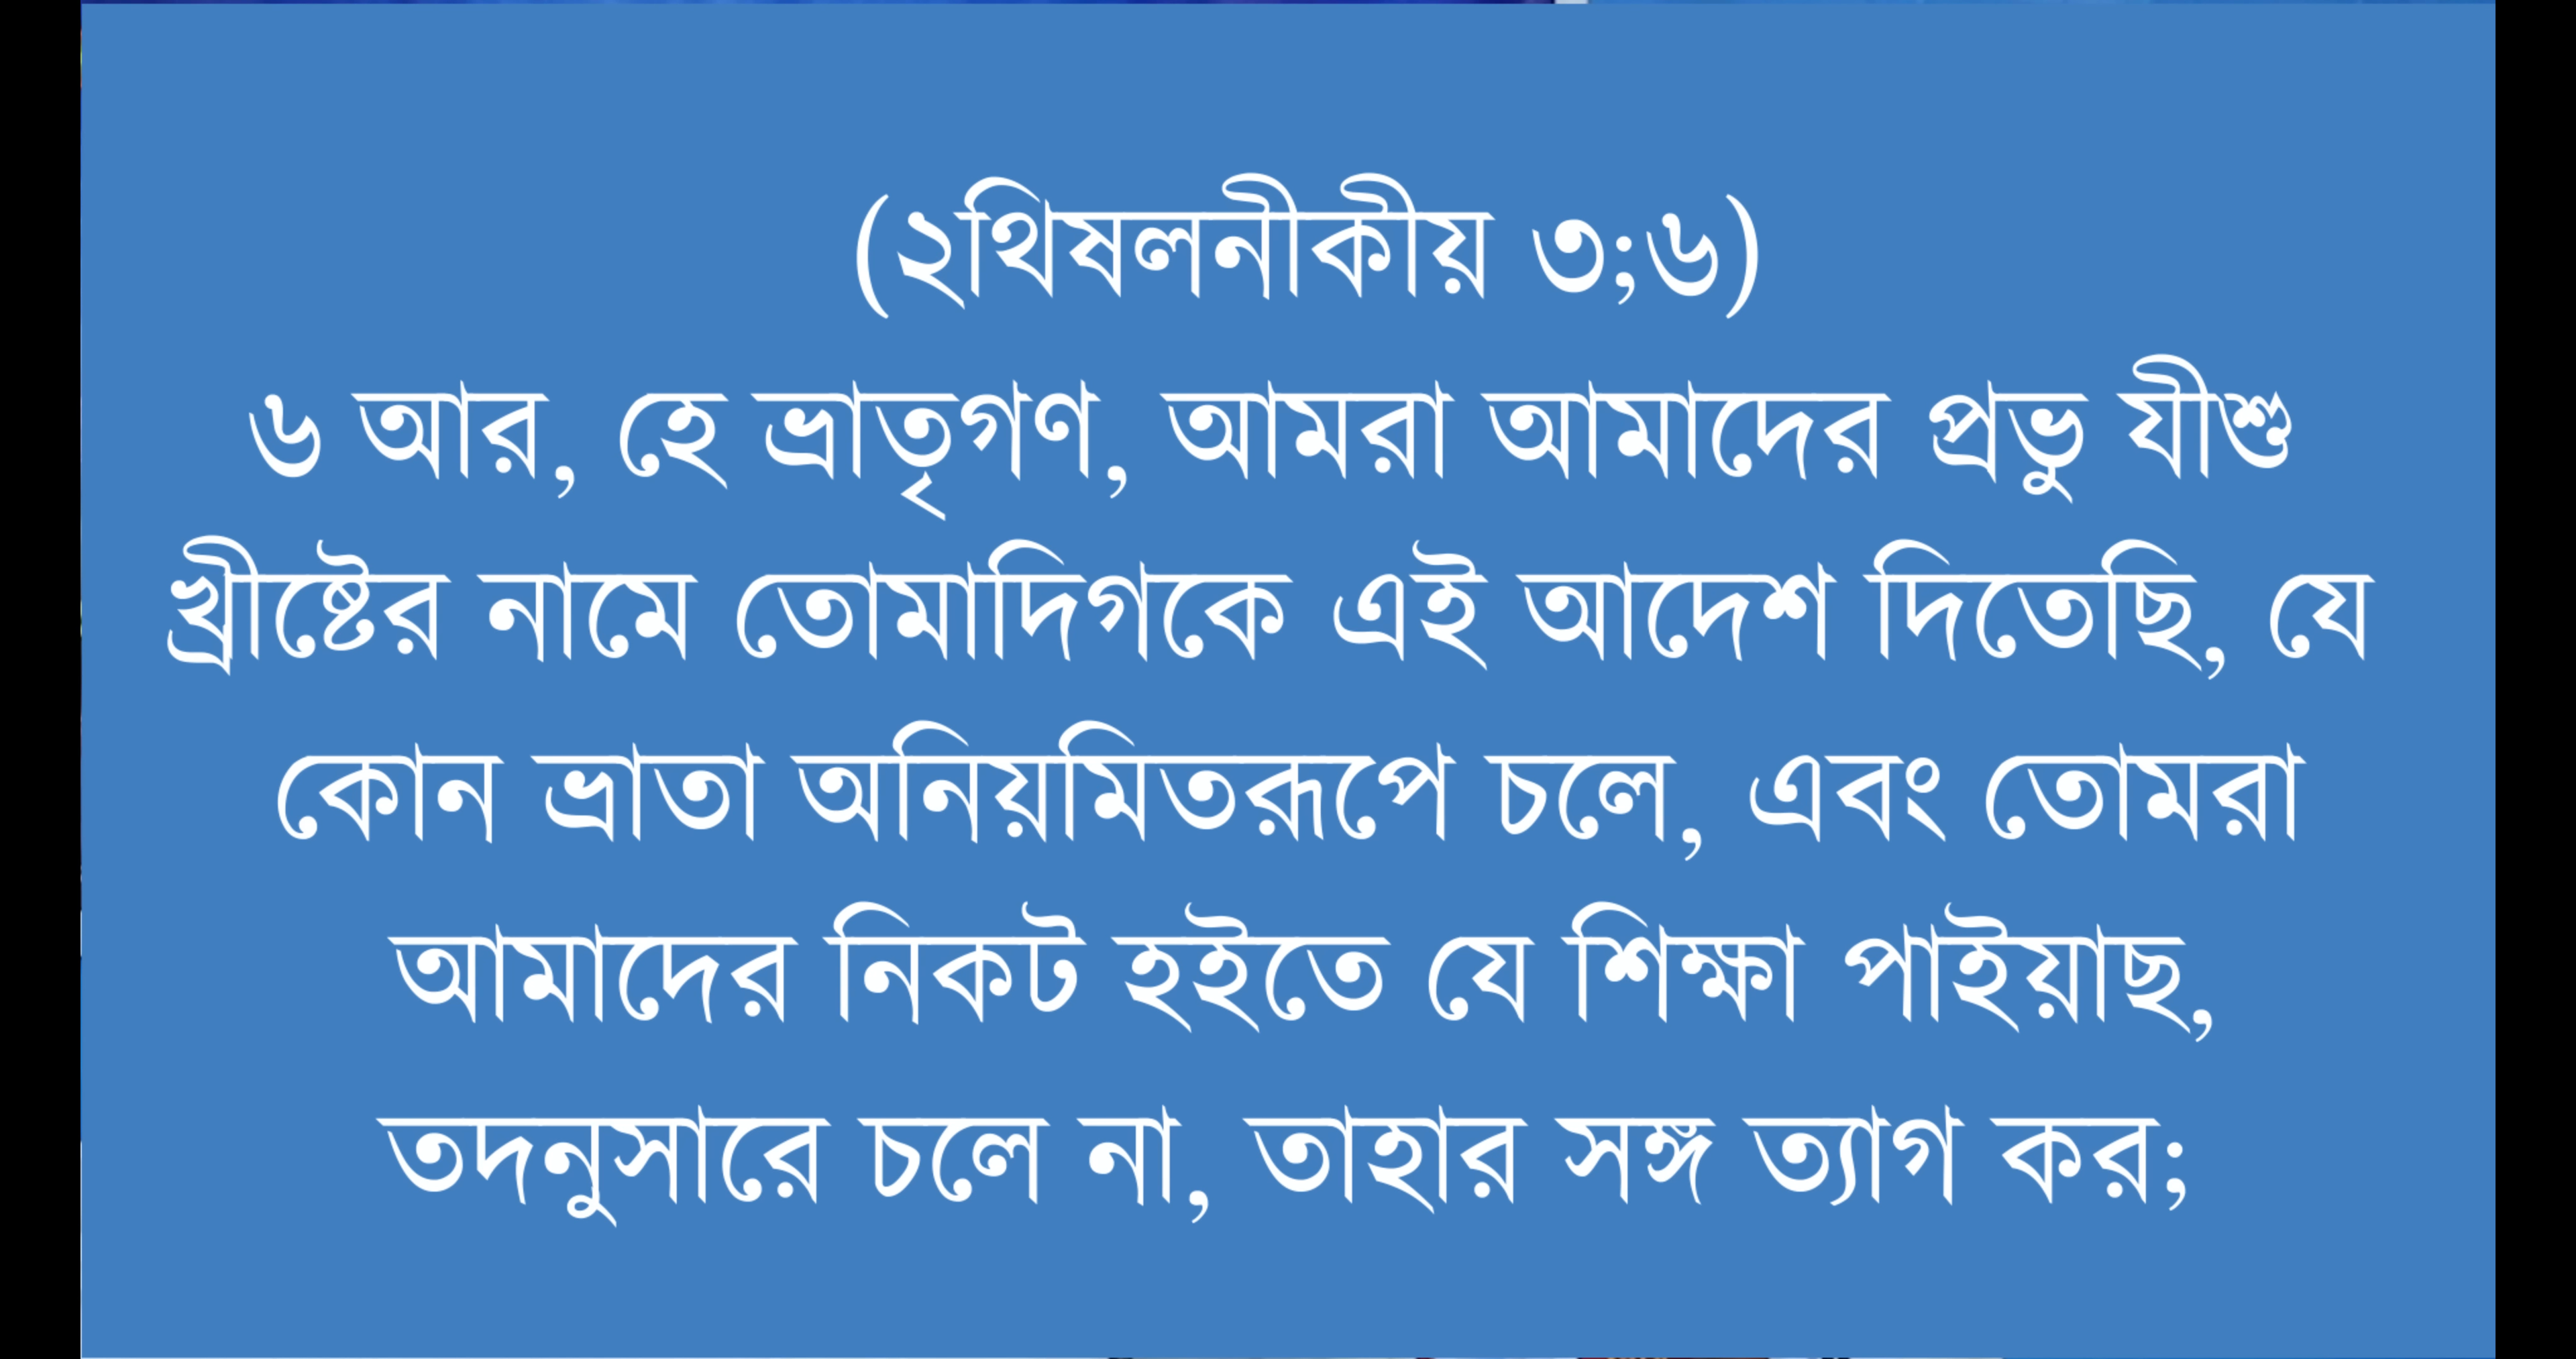 (২থিষলনীকীয় ৩;৬)
৬ আর, হে ভ্রাতৃগণ, আমরা আমাদের প্রভু যীশু
খ্রীষ্টের নামে তোমাদিগকে এই আদেশ দিতেছি, যে
কোন ভ্রাতা অনিয়মিতরূপে চলে, এবং তোমরা
আমাদের নিকট হইতে যে শিক্ষা পাইয়াছ,
তদনুসারে চলে না, তাহার সঙ্গ ত্যাগ কর;